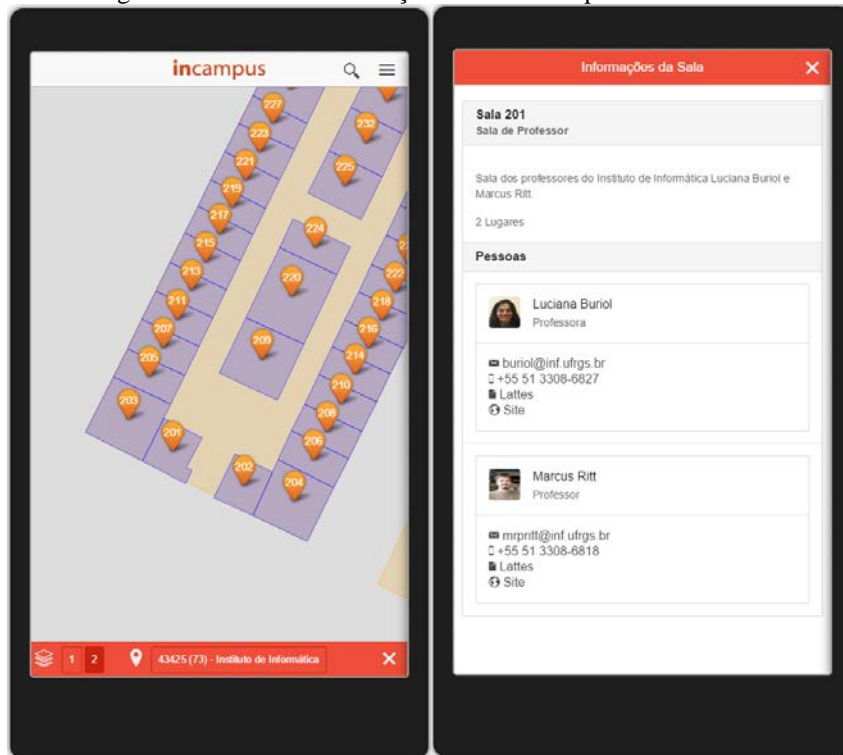 incampus
227
232
223
221
225
219
217
224
215
213
220
222
211
218
207
209
216
205
214
210
203
208
201
206
202
204
1
2
43425 (73) - Instituto de Informática
Informações da Sala
Sala 201
Sala de Professor
Sala dos professores do Instituto de Informática Luciana Buriol e
Marcus Ritt.
2 Lugares
Pessoas
Luciana Buriol
Professora
buriol@inf.ufrgs.br
+55 51 3308-6827
Lattes
Site
Marcus Ritt
Professor
mrpritt@inf.ufrgs.br
+55 51 3308-6818
Lattes
Site